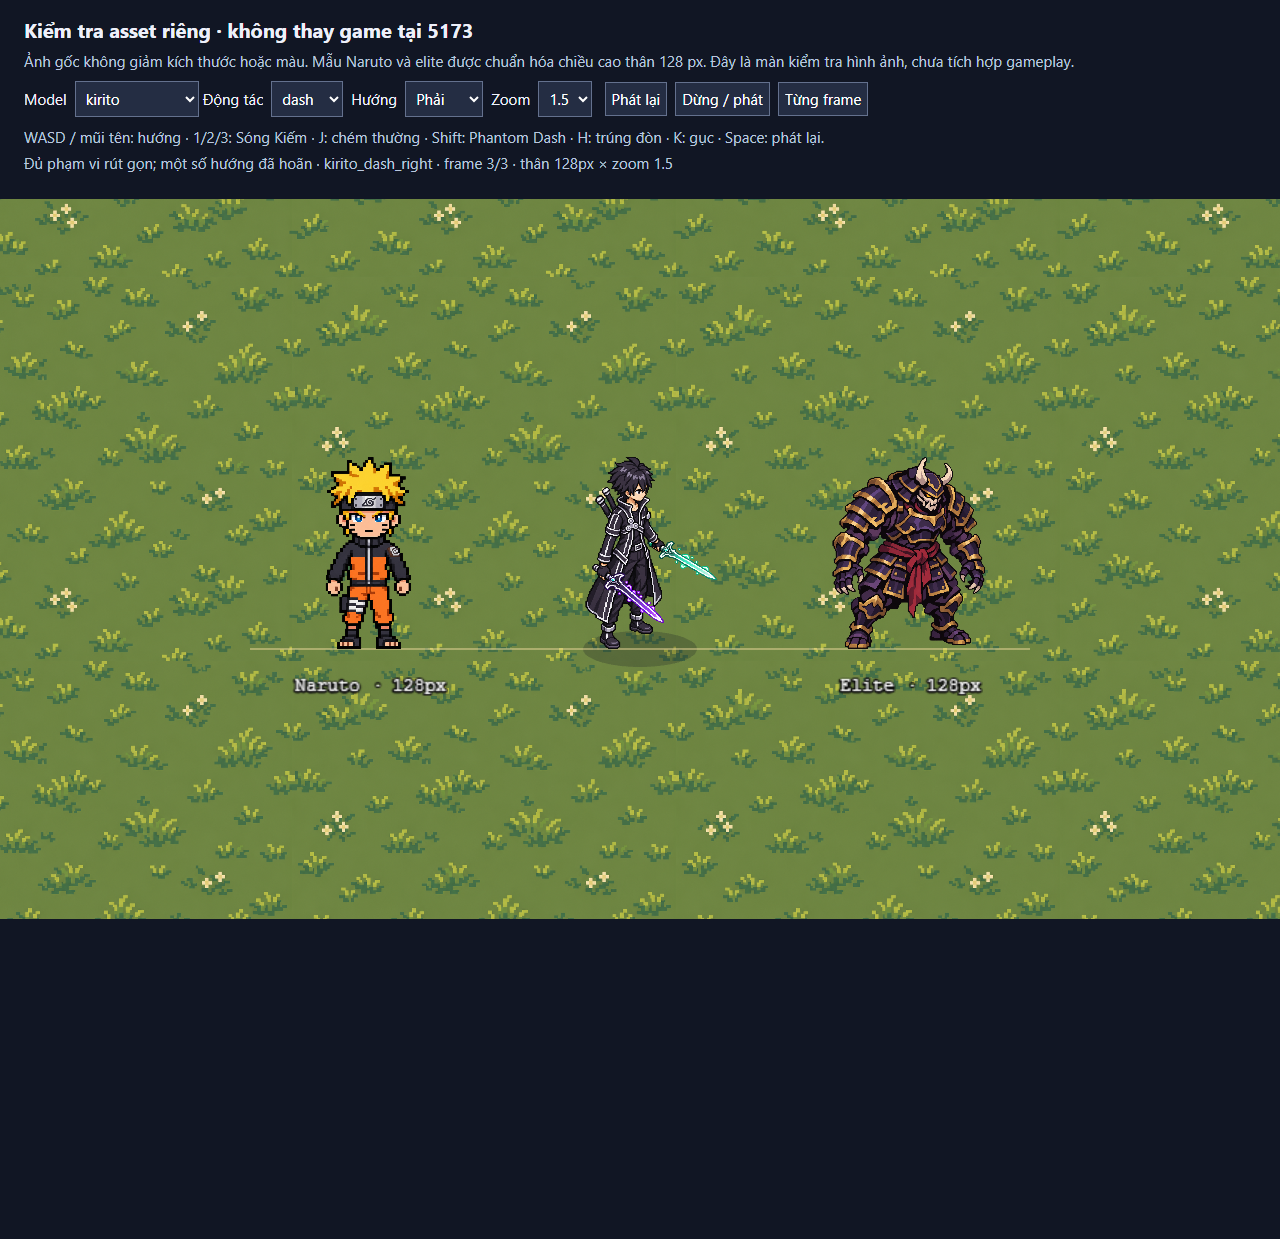 Kiểm tra asset riêng · không thay game tại 5173
Ảnh gốc không giảm kích thước hoặc màu. Mẫu Naruto và elite được chuẩn hóa chiều cao thân 128 px. Đây là màn kiểm tra hình ảnh, chưa tích hợp gameplay.
Model kirito Động tác dash Hướng Phải Zoom 1.5 Phát lại Dừng / phát Từng frame
WASD / mũi tên: hướng · 1/2/3: Sóng Kiếm · J: chém thường · Shift: Phantom Dash · H: trúng đòn · K: gục · Space: phát lại.
Đủ phạm vi rút gọn; một số hướng đã hoãn · kirito_dash_right · frame 3/3 · thân 128px × zoom 1.5
Naruto · 128px
Elite · 128px